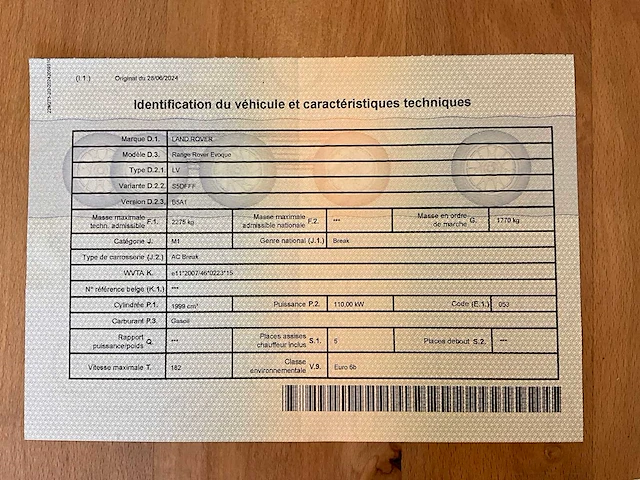 (I.1.) Original du 28/06/2024
Identification du véhicule et caractéristiques techniques
Marque D.1. LAND ROVER
Modèle D.3. Range Rover Evoque
Type D.2.1. LV
Variante D.2.2. S5DFFF
Version D.2.3. B5A1
Masse maximale techn. admissible F.1. 2275 kg Masse maximale admissible nationale F.2. *** Masse en ordre de marche G. 1770 kg
Catégorie J. M1 Genre national (J.1.) Break
Type de carrosserie (J.2.) AC Break
WVTA K. e11*2007/46*0223*15
N° référence belge (K.1.) ***
Cylindrée P.1. 1999 cm³ Puissance P.2. 110,00 kW Code (E.1.) 053
Carburant P.3. Gasoil
Rapport puissance/poids Q. *** Places assises chauffeur inclus S.1. 5 Places debout S.2. ***
Vitesse maximale T. 182 Classe environnementale V.9. Euro 6b